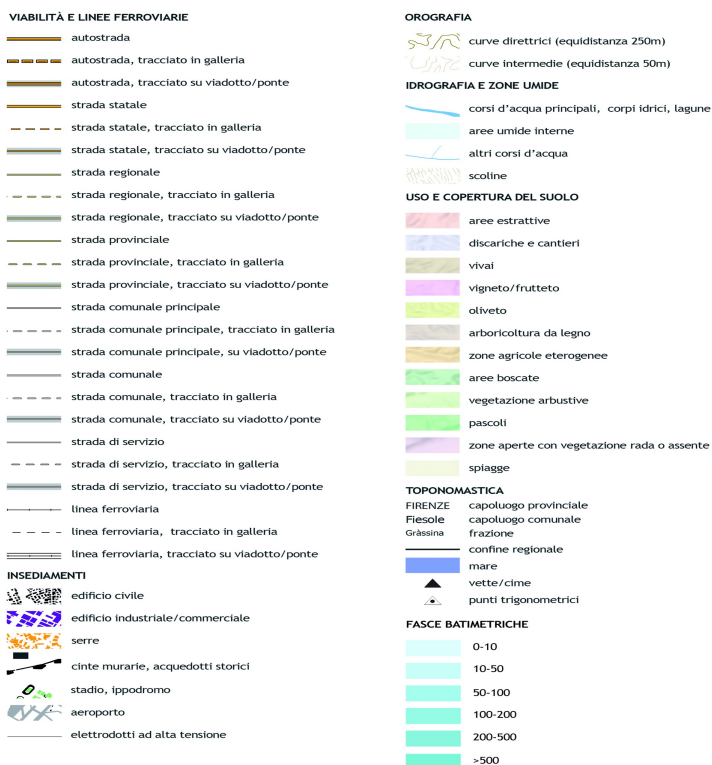 VIABILITÀ E LINEE FERROVIARIE
autostrada
autostrada, tracciato in galleria
autostrada, tracciato su viadotto/ponte
strada statale
strada statale, tracciato in galleria
strada statale, tracciato su viadotto/ponte
strada regionale
strada regionale, tracciato in galleria
strada regionale, tracciato su viadotto/ponte
strada provinciale
strada provinciale, tracciato in galleria
strada provinciale, tracciato su viadotto/ponte
strada comunale principale
strada comunale principale, tracciato in galleria
strada comunale principale, su viadotto/ponte
strada comunale
strada comunale, tracciato in galleria
strada comunale, tracciato su viadotto/ponte
strada di servizio
strada di servizio, tracciato in galleria
strada di servizio, tracciato su viadotto/ponte
linea ferroviaria
linea ferroviaria, tracciato in galleria
linea ferroviaria, tracciato su viadotto/ponte
INSEDIAMENTI
edificio civile
edificio industriale/commerciale
serre
cinte murarie, acquedotti storici
stadio, ippodromo
aeroporto
elettrodotti ad alta tensione
OROGRAFIA
curve direttrici (equidistanza 250m)
curve intermedie (equidistanza 50m)
IDROGRAFIA E ZONE UMIDE
corsi d'acqua principali, corpi idrici, lagune
aree umide interne
altri corsi d'acqua
scoline
USO E COPERTURA DEL SUOLO
aree estrattive
discariche e cantieri
vivai
vigneto/frutteto
oliveto
arboricoltura da legno
zone agricole eterogenee
aree boscate
vegetazione arbustive
pascoli
zone aperte con vegetazione rada o assente
spiagge
TOPONOMASTICA
FIRENZE capoluogo provinciale
Fiesole capoluogo comunale
Gràssina frazione
confine regionale
mare
vette/cime
punti trigonometrici
FASCE BATIMETRICHE
0-10
10-50
50-100
100-200
200-500
>500